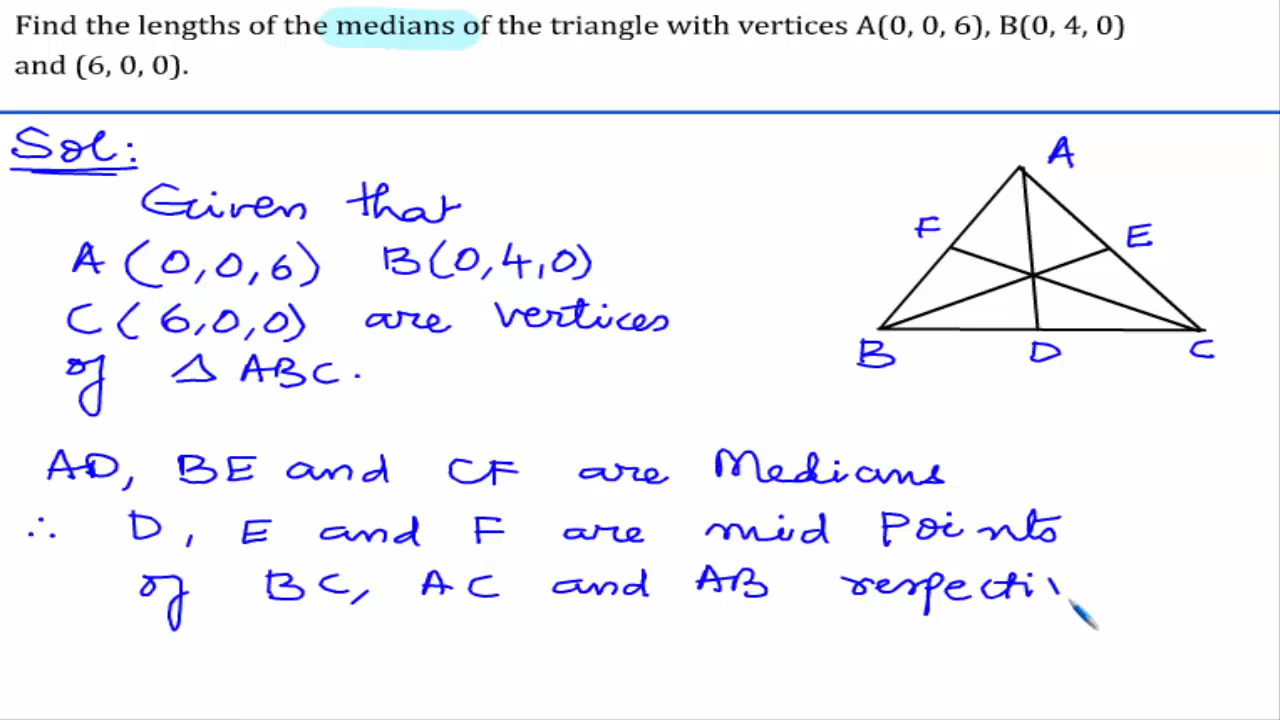 Find the lengths of the medians of the triangle with vertices A(0, 0, 6), B(0, 4, 0)
and (6, 0, 0).
Sol:
Given that
A (0,0,6) B(0,4,0)
C (6,0,0) are vertices
of Δ ABC.
A
F
E
B
D
C
AD, BE and CF are Medians
∴ D, E and F are mid Points
of BC, AC and AB respecti